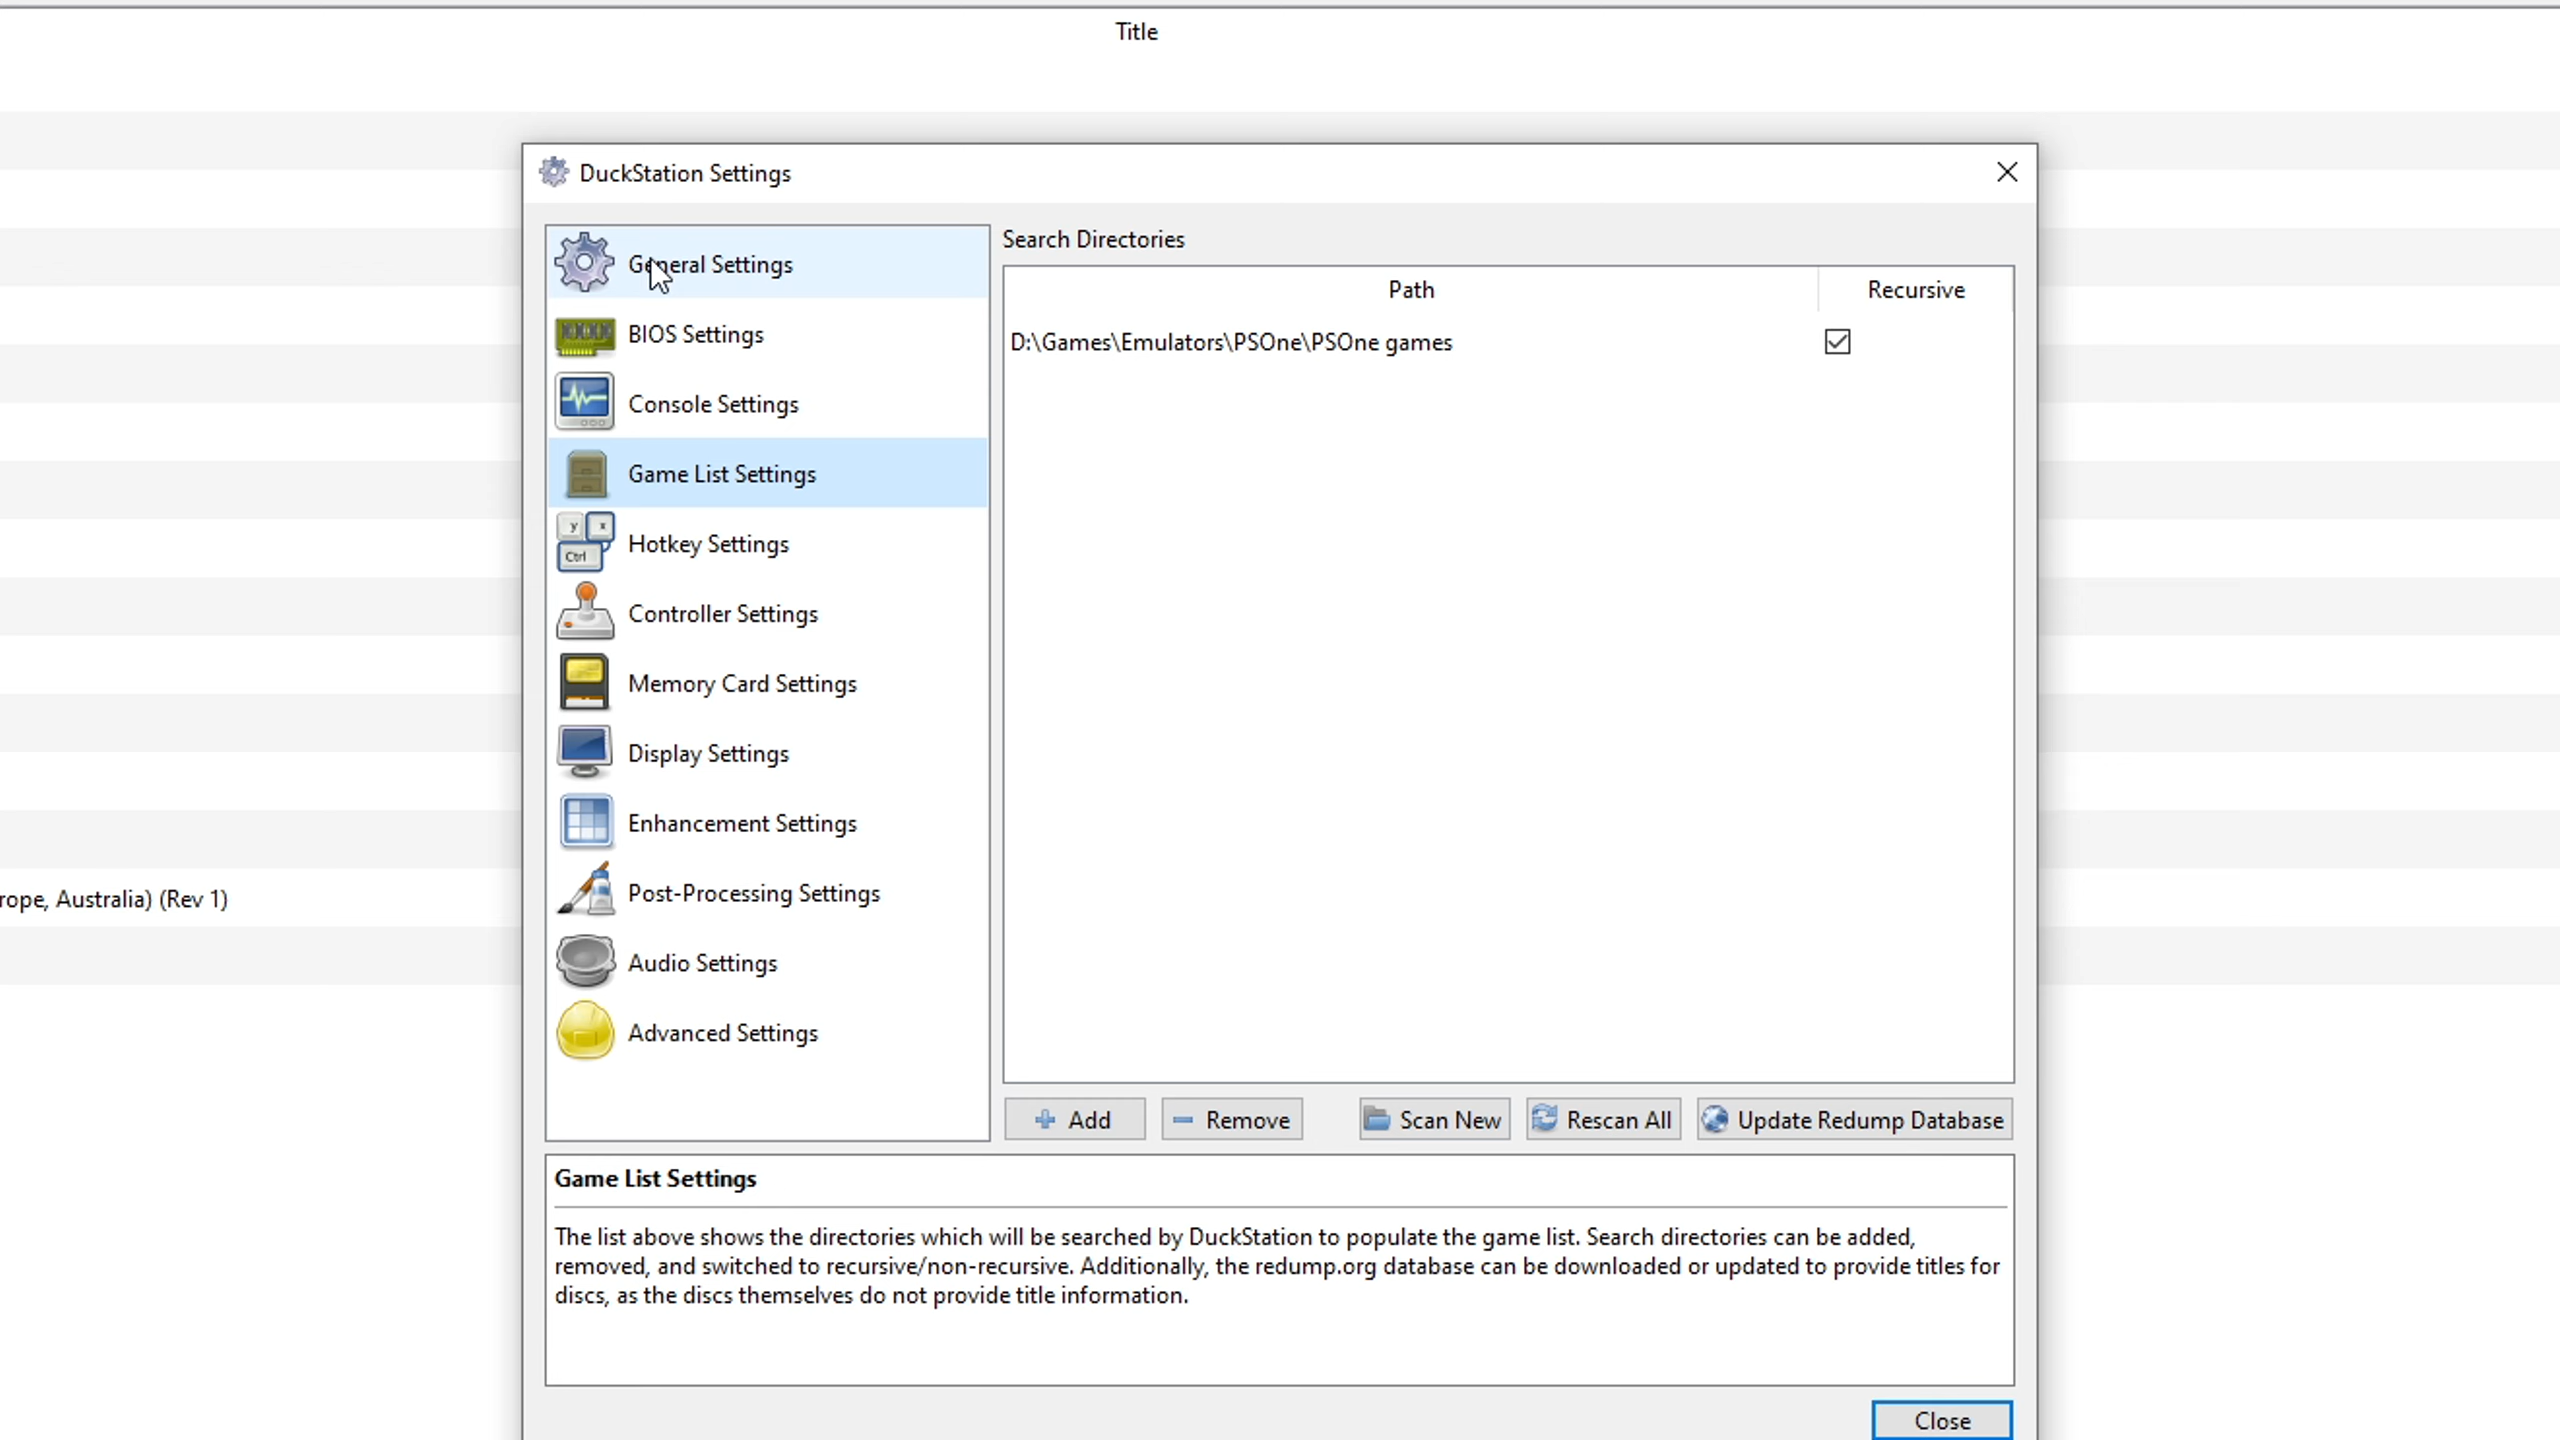 Title
DuckStation Settings
General Settings
BIOS Settings
Console Settings
Game List Settings
y x
Ctrl
Hotkey Settings
Controller Settings
Memory Card Settings
Display Settings
Enhancement Settings
Post-Processing Settings
Audio Settings
Advanced Settings
Search Directories
Path Recursive
D:\Games\Emulators\PSOne\PSOne games
rope, Australia) (Rev 1)
Add Remove Scan New Rescan All Update Redump Database
Game List Settings
The list above shows the directories which will be searched by DuckStation to populate the game list. Search directories can be added,
removed, and switched to recursive/non-recursive. Additionally, the redump.org database can be downloaded or updated to provide titles for
discs, as the discs themselves do not provide title information.
Close